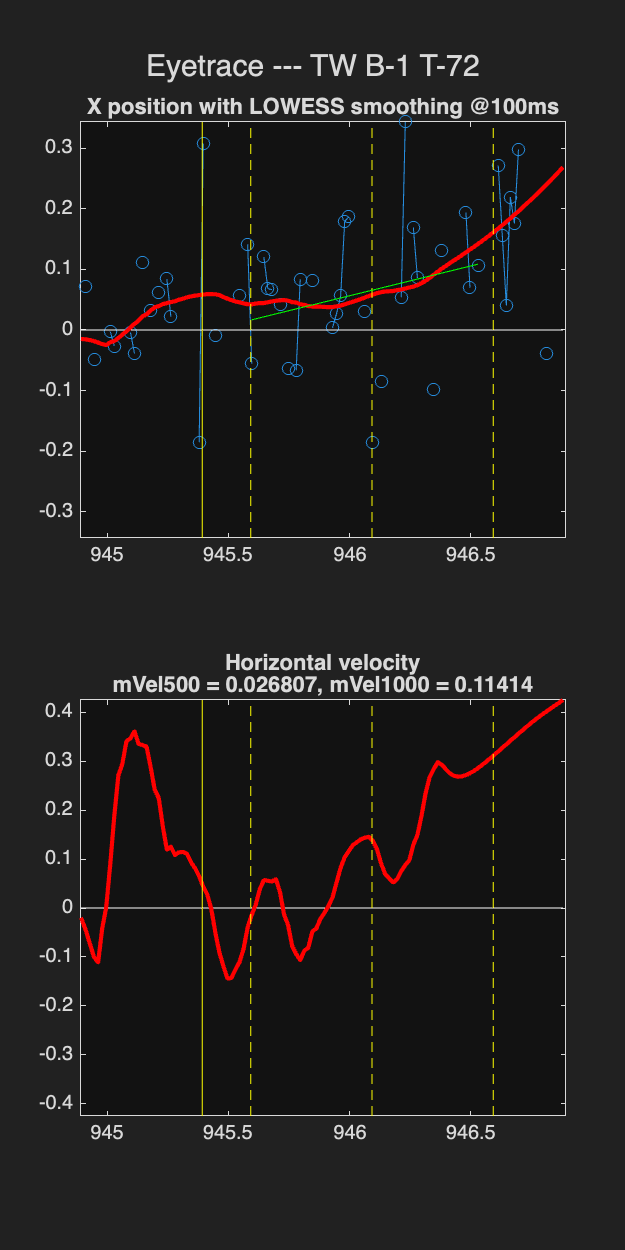 Eyetrace --- TW B-1 T-72
X position with LOWESS smoothing @100ms
0.3
0.2
0.1
0
-0.1
-0.2
-0.3
945 945.5 946 946.5
Horizontal velocity
mVel500 = 0.026807, mVel1000 = 0.11414
0.4
0.3
0.2
0.1
0
-0.1
-0.2
-0.3
-0.4
945 945.5 946 946.5